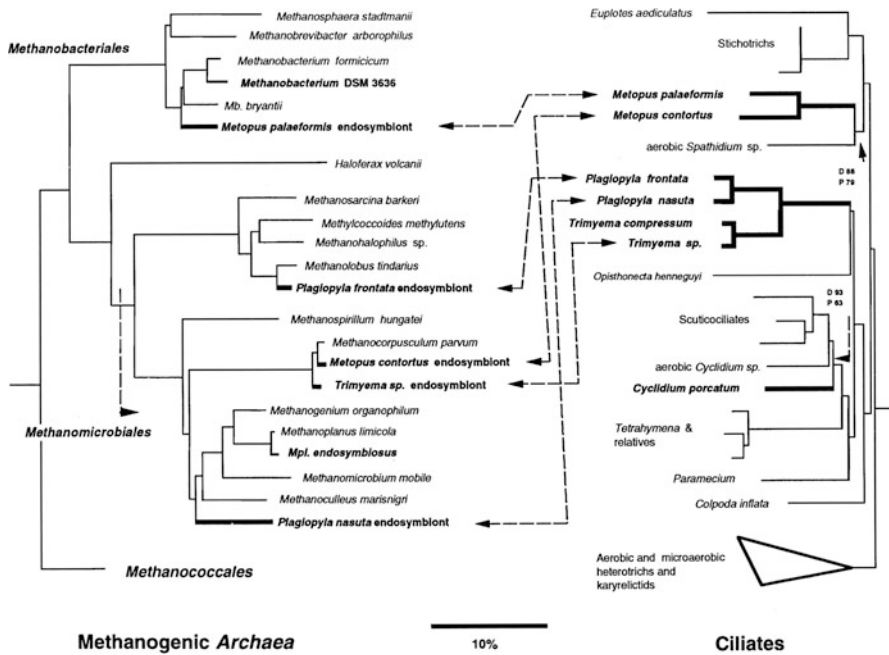 Methanosphaera stadtmanii
Methanobrevibacter arborophilus
Methanobacteriales
Methanobacterium formicicum
Methanobacterium DSM 3636
Mb. bryantii
Metopus palaeformis endosymbiont
Haloferax volcanii
Methanosarcina barkeri
Methylcoccoides methylutens
Methanohalophilus sp.
Methanolobus tindarius
Plagiopyla frontata endosymbiont
Methanospirillum hungatei
Methanocorpusculum parvum
Metopus contortus endosymbiont
Trimyema sp. endosymbiont
Methanogenium organophilum
Methanomicrobiales
Methanoplanus limicola
Mpl. endosymbiosus
Methanomicrobium mobile
Methanoculleus marisnigri
Plagiopyla nasuta endosymbiont
Methanococcales
Methanogenic Archaea
10%
Euplotes aediculatus
Stichotrichs
Metopus palaeformis
Metopus contortus
aerobic Spathidium sp.
D 88
P 79
Plagiopyla frontata
Plagiopyla nasuta
Trimyema compressum
Trimyema sp.
Opisthonecta henneguyi
D 93
P 63
Scuticociliates
aerobic Cyclidium sp.
Cyclidium porcatum
Tetrahymena &
relatives
Paramecium
Colpoda inflata
Aerobic and microaerobic
heterotrichs and
karyrelictids
Ciliates